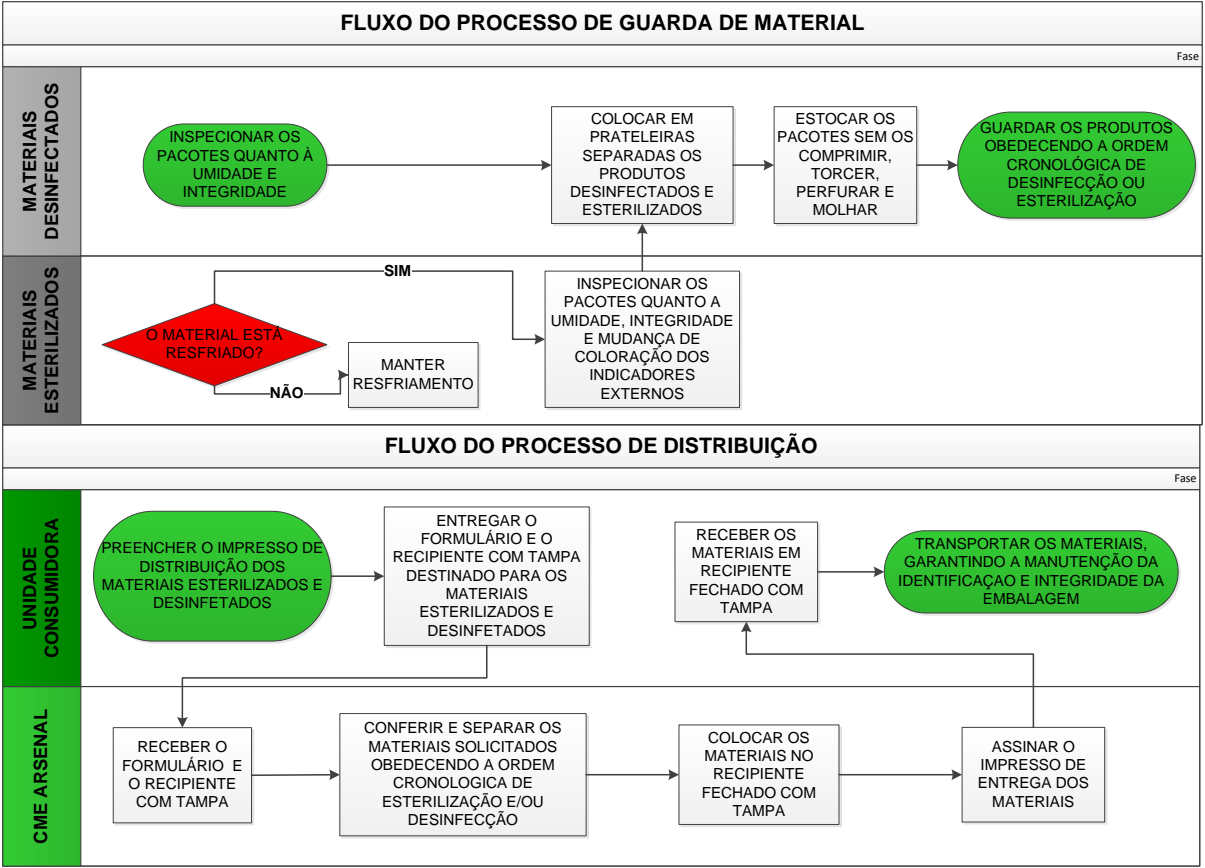 FLUXO DO PROCESSO DE GUARDA DE MATERIAL
Fase
MATERIAIS
DESINFECTADOS
INSPECIONAR OS
PACOTES QUANTO À
UMIDADE E
INTEGRIDADE
COLOCAR EM
PRATELEIRAS
SEPARADAS OS
PRODUTOS
DESINFECTADOS E
ESTERILIZADOS
ESTOCAR OS
PACOTES SEM OS
COMPRIMIR,
TORCER,
PERFURAR E
MOLHAR
GUARDAR OS PRODUTOS
OBEDECENDO A ORDEM
CRONOLÓGICA DE
DESINFECÇÃO OU
ESTERILIZAÇÃO
MATERIAIS
ESTERILIZADOS
O MATERIAL ESTÁ
RESFRIADO?
SIM
NÃO
MANTER
RESFRIAMENTO
INSPECIONAR OS
PACOTES QUANTO A
UMIDADE, INTEGRIDADE
E MUDANÇA DE
COLORAÇÃO DOS
INDICADORES
EXTERNOS
FLUXO DO PROCESSO DE DISTRIBUIÇÃO
Fase
UNIDADE
CONSUMIDORA
PREENCHER O IMPRESSO DE
DISTRIBUIÇÃO DOS
MATERIAIS ESTERILIZADOS E
DESINFETADOS
ENTREGAR O
FORMULÁRIO E O
RECIPIENTE COM TAMPA
DESTINADO PARA OS
MATERIAIS
ESTERILIZADOS E
DESINFETADOS
RECEBER OS
MATERIAIS EM
RECIPIENTE
FECHADO COM
TAMPA
TRANSPORTAR OS MATERIAIS,
GARANTINDO A MANUTENÇÃO DA
IDENTIFICAÇAO E INTEGRIDADE DA
EMBALAGEM
CME ARSENAL
RECEBER O
FORMULÁRIO E
O RECIPIENTE
COM TAMPA
CONFERIR E SEPARAR OS
MATERIAIS SOLICITADOS
OBEDECENDO A ORDEM
CRONOLOGICA DE
ESTERILIZAÇÃO E/OU
DESINFECÇÃO
COLOCAR OS
MATERIAIS NO
RECIPIENTE
FECHADO COM
TAMPA
ASSINAR O
IMPRESSO DE
ENTREGA DOS
MATERIAIS